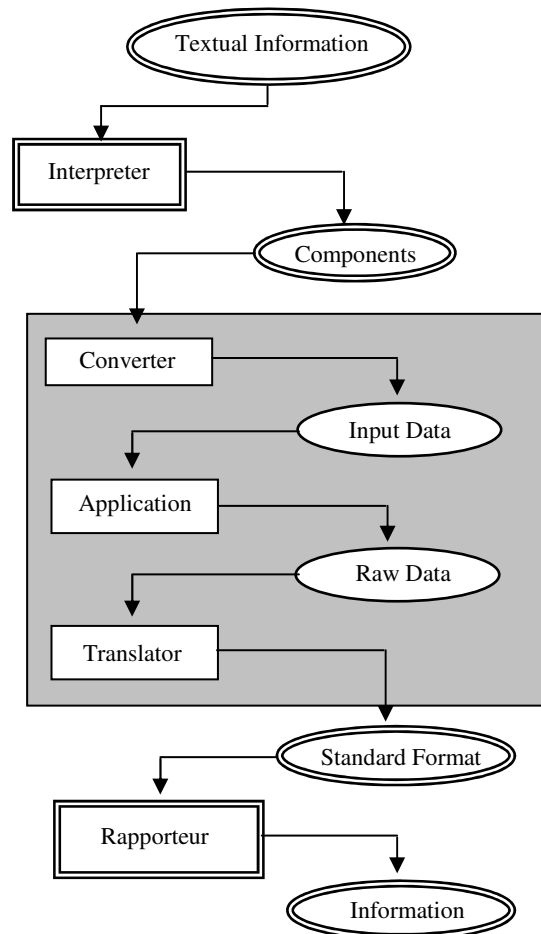 Textual Information
Interpreter
Components
Converter
Input Data
Application
Raw Data
Translator
Standard Format
Rapporteur
Information